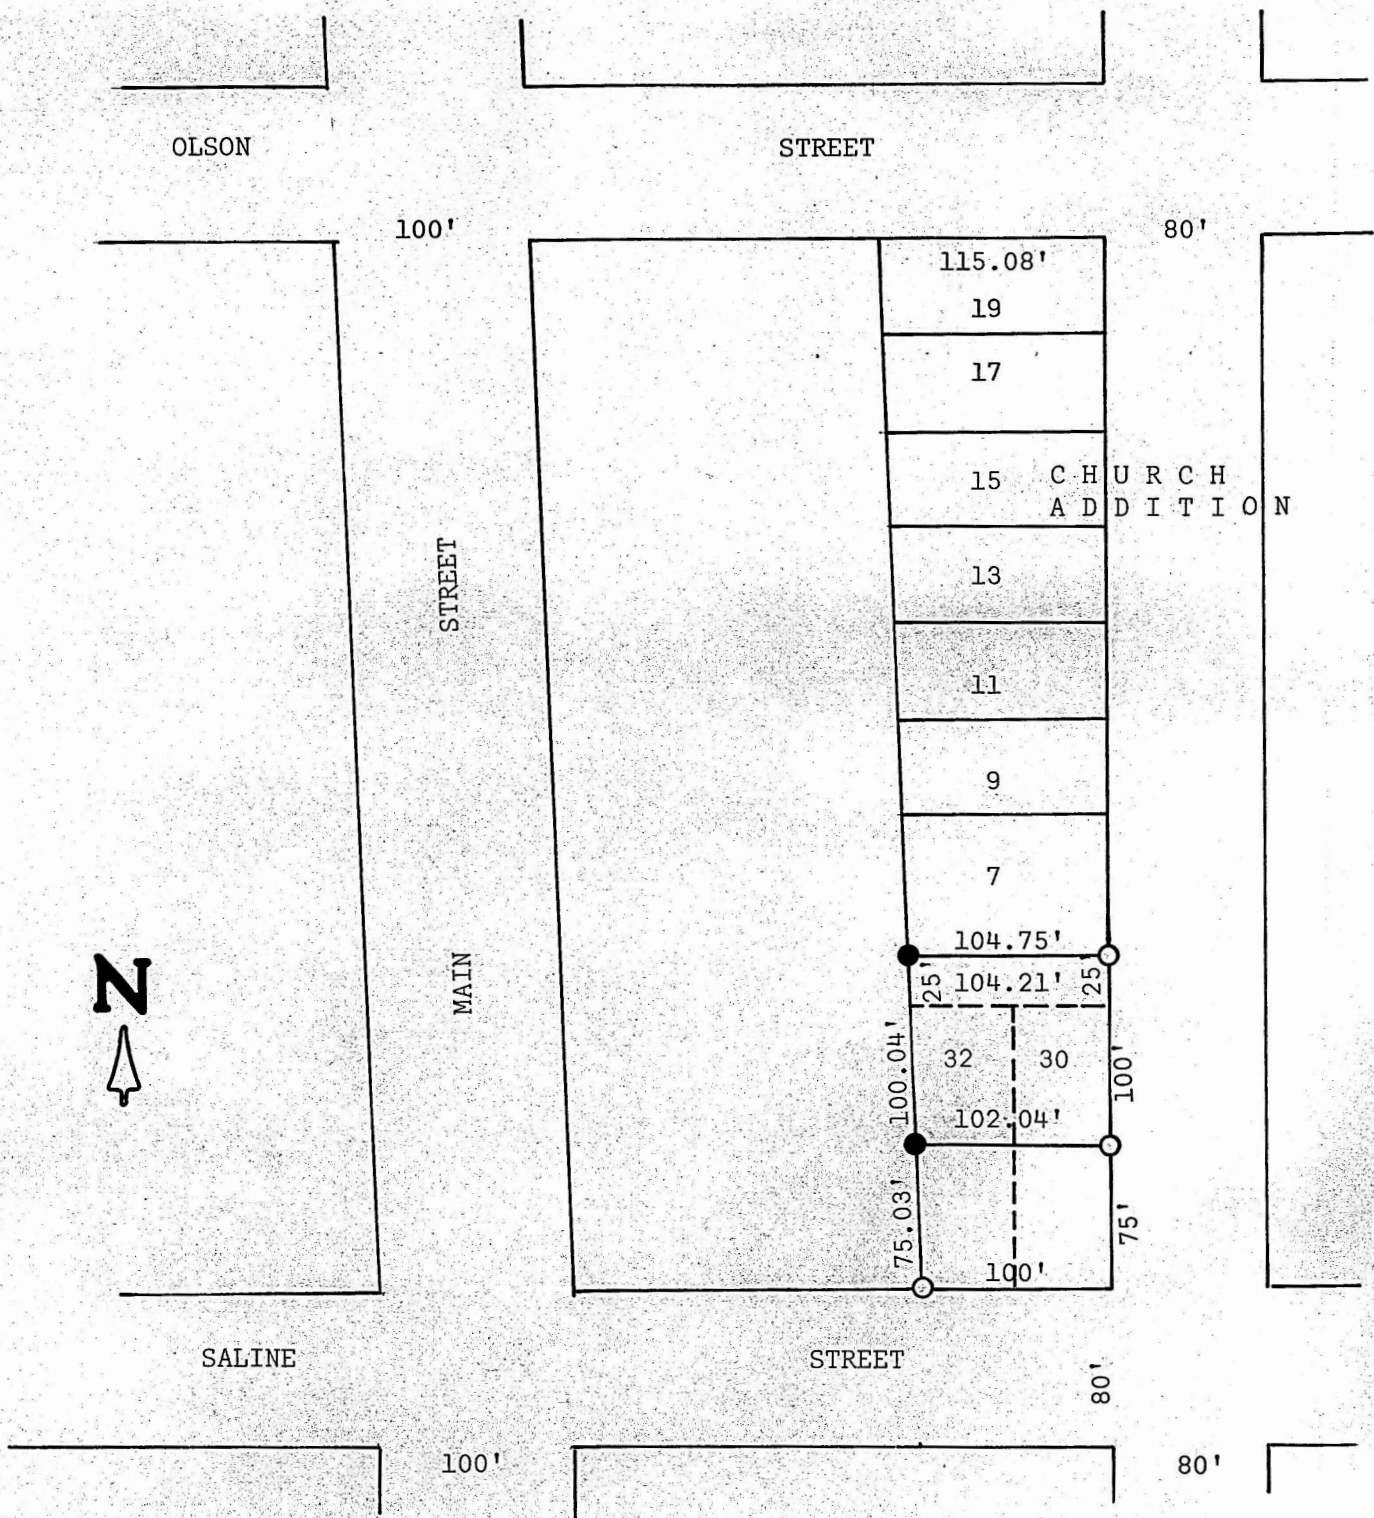 OLSON STREET
100' 80'
115.08'
19
17
15
CHURCH
ADDITION
STREET
13
11
9
7
104.75'
N
MAIN
25' 104.21' 25'
100.04' 32 30 100'
102.04'
75.03' 75'
100'
SALINE STREET
80'
100' 80'